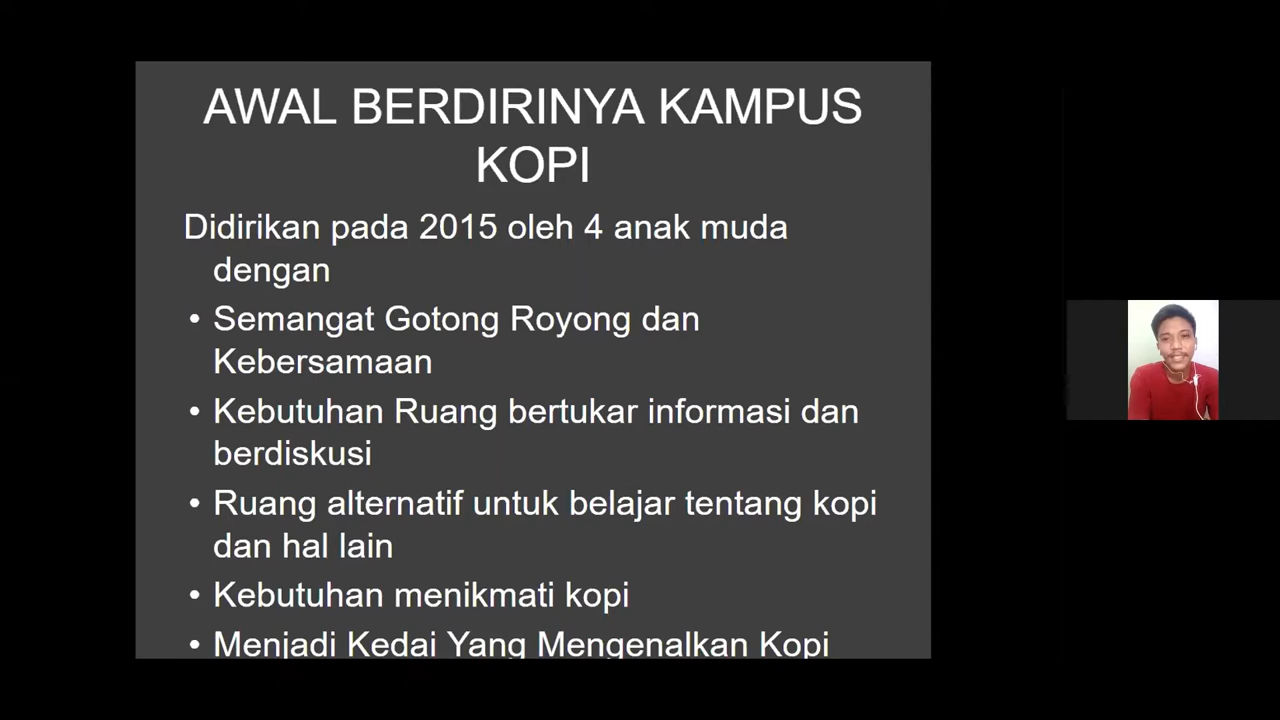 AWAL BERDIRINYA KAMPUS
KOPI
Didirikan pada 2015 oleh 4 anak muda
dengan
• Semangat Gotong Royong dan
Kebersamaan
• Kebutuhan Ruang bertukar informasi dan
berdiskusi
• Ruang alternatif untuk belajar tentang kopi
dan hal lain
• Kebutuhan menikmati kopi
• Menjadi Kedai Yang Mengenalkan Kopi